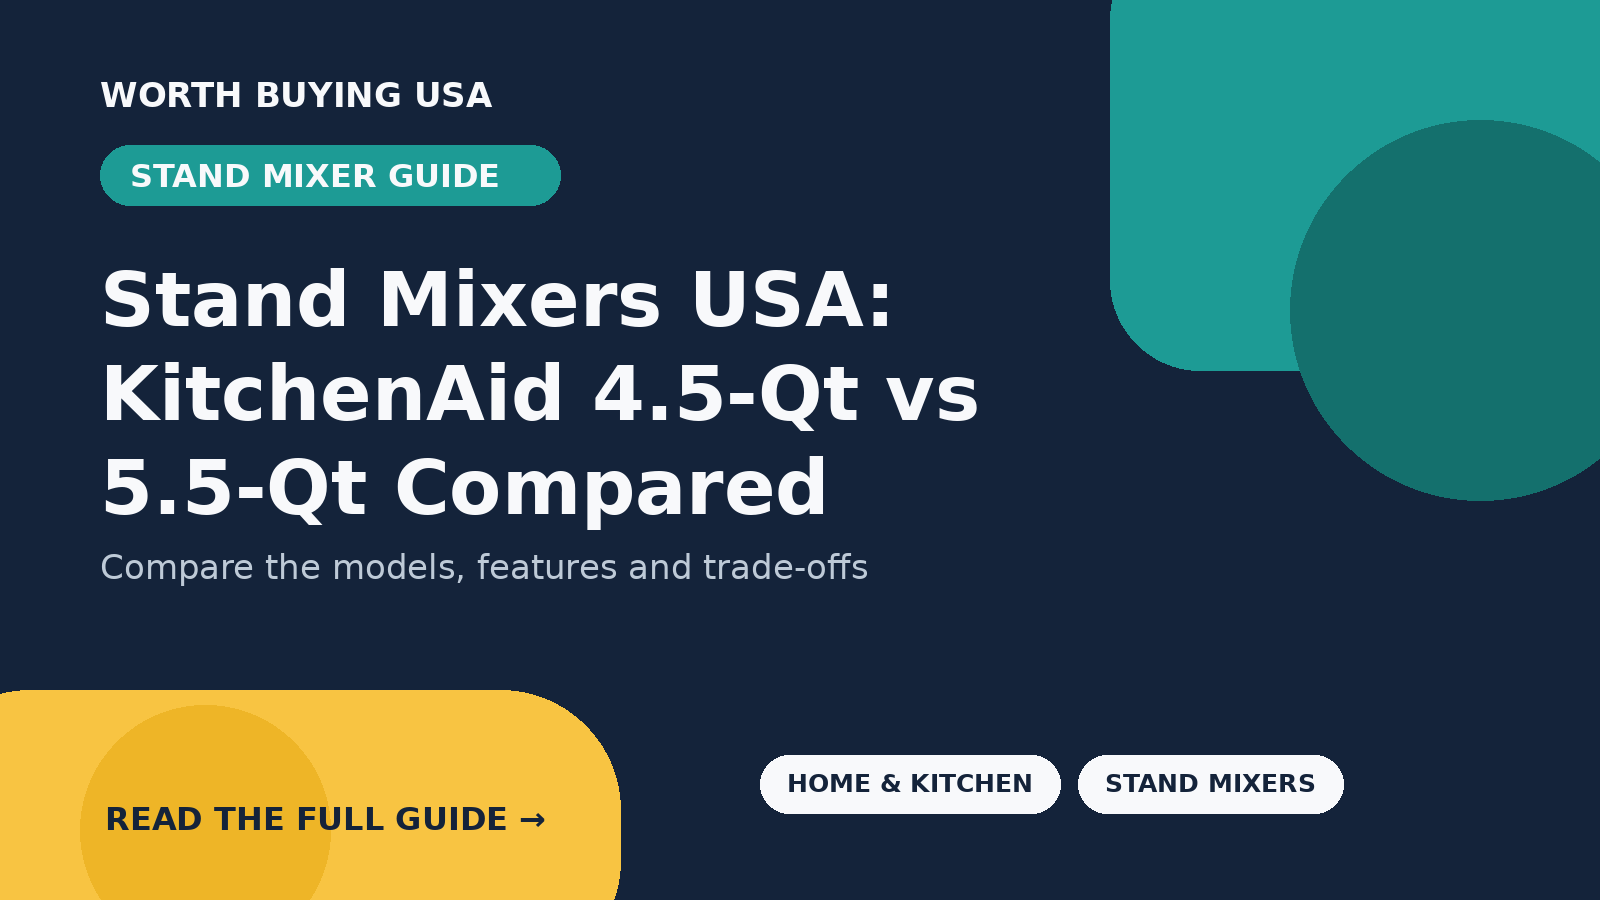 WORTH BUYING USA
STAND MIXER GUIDE
Stand Mixers USA:
KitchenAid 4.5-Qt vs
5.5-Qt Compared
Compare the models, features and trade-offs
READ THE FULL GUIDE →
HOME & KITCHEN
STAND MIXERS